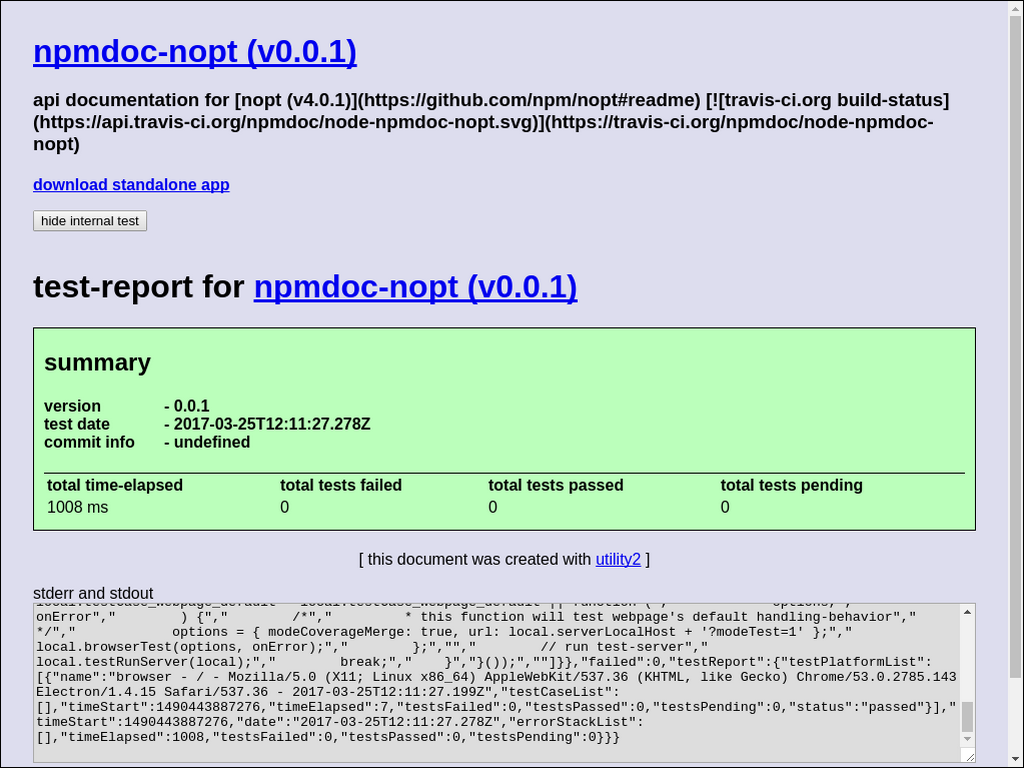 npmdoc-nopt (v0.0.1)
api documentation for [nopt (v4.0.1)](https://github.com/npm/nopt#readme) [![travis-ci.org build-status]
(https://api.travis-ci.org/npmdoc/node-npmdoc-nopt.svg)](https://travis-ci.org/npmdoc/node-npmdoc-
nopt)
download standalone app
hide internal test
test-report for npmdoc-nopt (v0.0.1)
summary
version - 0.0.1
test date - 2017-03-25T12:11:27.278Z
commit info - undefined
total time-elapsed total tests failed total tests passed total tests pending
1008 ms 0 0 0
[ this document was created with utility2 ]
stderr and stdout
onError","        ) {","        /*","         * this function will test webpage's default handling-behavior","
*/","            options = { modeCoverageMerge: true, url: local.serverLocalHost + '?modeTest=1' };","
local.browserTest(options, onError);","        };","","        // run test-server","
local.testRunServer(local);","        break;","    }","}());",""]}},"failed":0,"testReport":{"testPlatformList":
[{"name":"browser - / - Mozilla/5.0 (X11; Linux x86_64) AppleWebKit/537.36 (KHTML, like Gecko) Chrome/53.0.2785.143
Electron/1.4.15 Safari/537.36 - 2017-03-25T12:11:27.199Z","testCaseList":
[],"timeStart":1490443887276,"timeElapsed":7,"testsFailed":0,"testsPassed":0,"testsPending":0,"status":"passed"}],"
timeStart":1490443887276,"date":"2017-03-25T12:11:27.278Z","errorStackList":
[],"timeElapsed":1008,"testsFailed":0,"testsPassed":0,"testsPending":0}}}